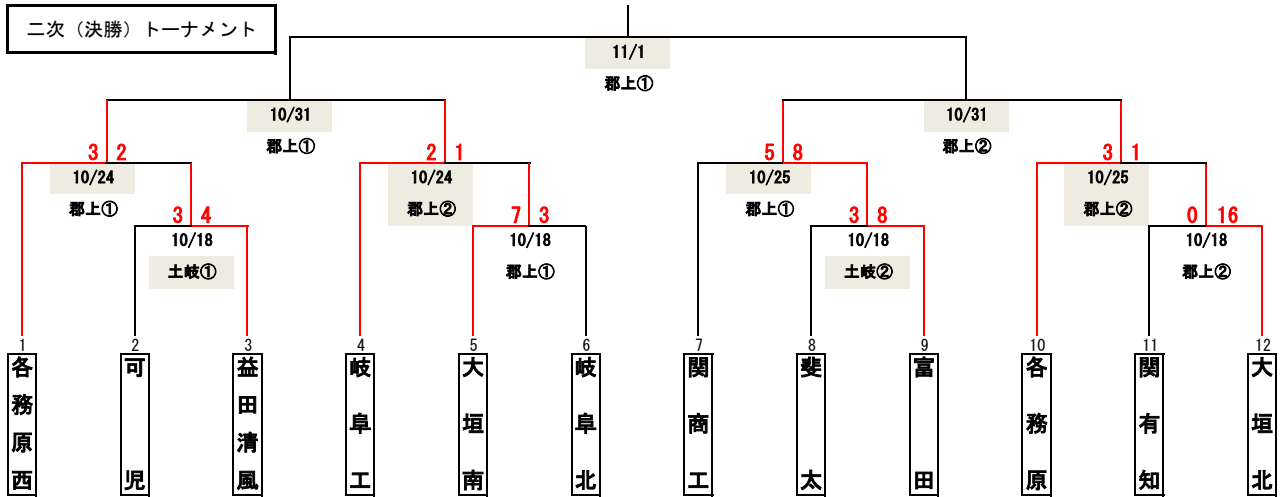 二次（決勝）トーナメント
11/1
郡上①
10/31
郡上①
10/31
郡上②
3 2
10/24
郡上①
2 1
10/24
郡上②
5 8
10/25
郡上①
3 1
10/25
郡上②
3 4
10/18
土岐①
7 3
10/18
郡上①
3 8
10/18
土岐②
0 16
10/18
郡上②
1 2 3 4 5 6 7 8 9 10 11 12
各務原西
可児
益田清風
岐阜工
大垣南
岐阜北
関商工
斐太
富田
各務原
関有知
大垣北